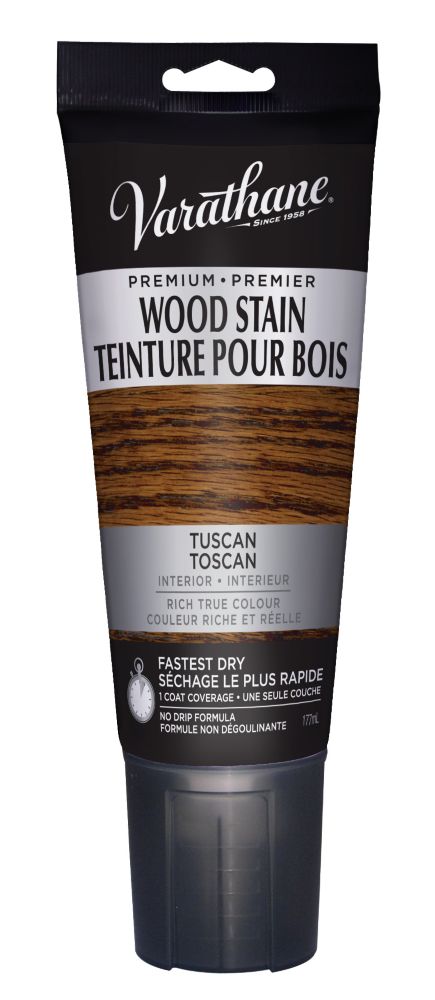 Varathane®
SINCE 1958
PREMIUM • PREMIER
WOOD STAIN
TEINTURE POUR BOIS
TUSCAN
TOSCAN
INTERIOR • INTERIEUR
RICH TRUE COLOUR
COULEUR RICHE ET RÉELLE
FASTEST DRY
SÉCHAGE LE PLUS RAPIDE
1 COAT COVERAGE • UNE SEULE COUCHE
NO DRIP FORMULA
FORMULE NON DÉGOULINANTE
177mL